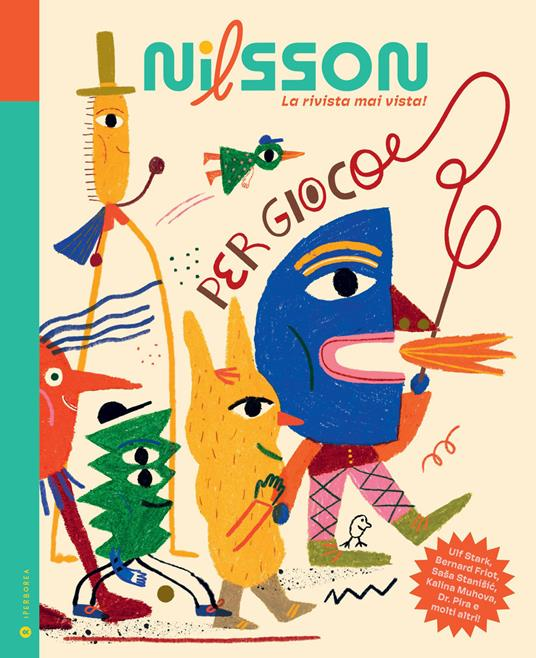 Nilsson
La rivista mai vista!
PER GIOCO
Ulf Stark,
Bernard Friot,
Saša Stanišić,
Kalina Muhova,
Dr. Pira e
molti altri!
IPERBOREA